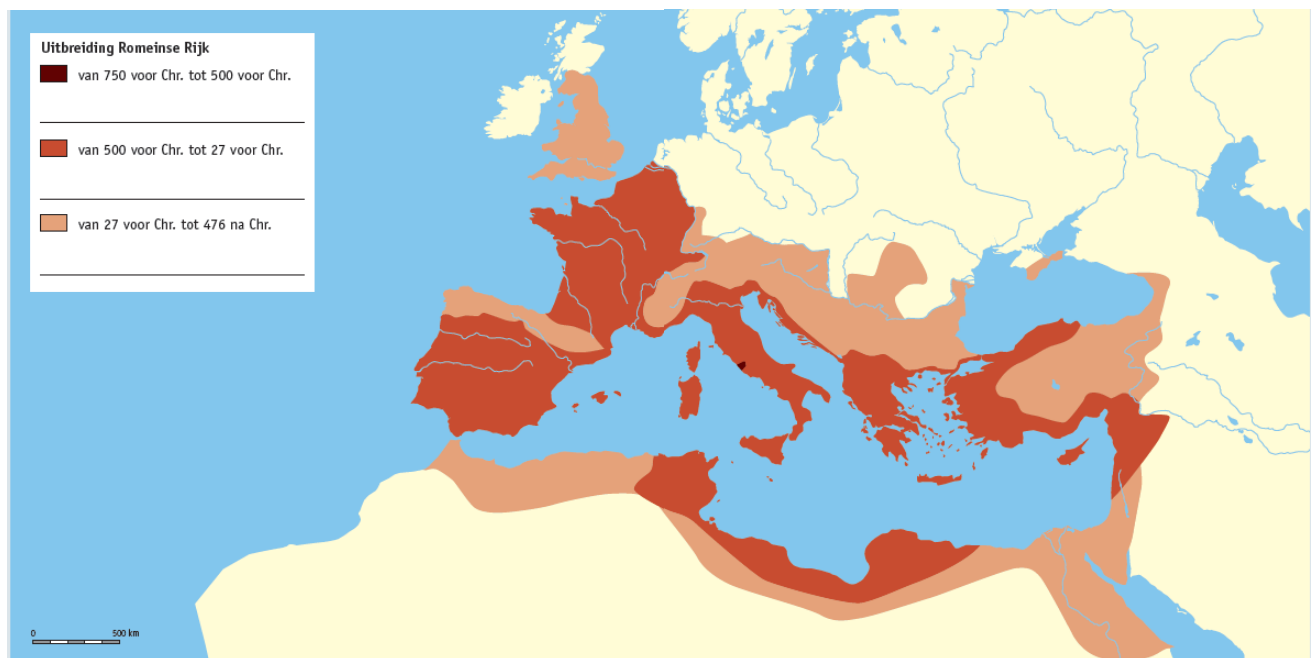 Uitbreiding Romeinse Rijk
van 750 voor Chr. tot 500 voor Chr.
van 500 voor Chr. tot 27 voor Chr.
van 27 voor Chr. tot 476 na Chr.
0 500 km